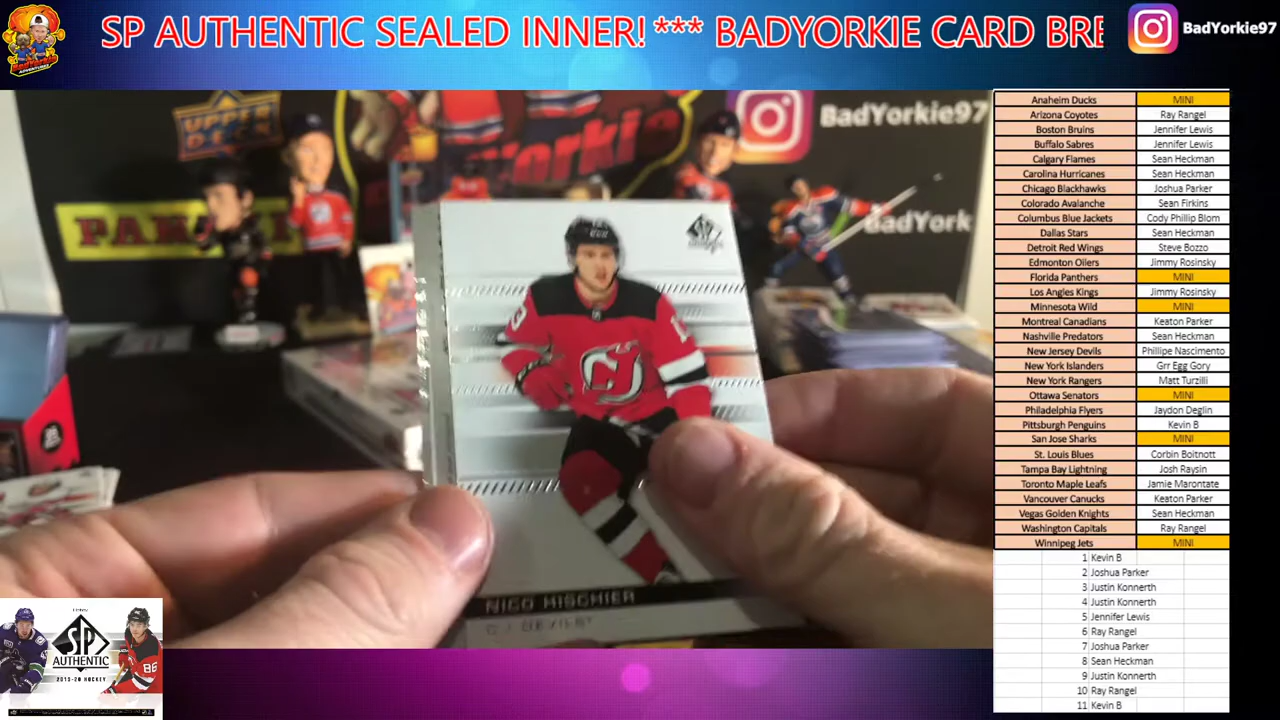 SP AUTHENTIC SEALED INNER! *** BADYORKIE CARD BRE
BadYorkie97
UPPER DECK
BadYorkie97
Yorkie
PANINI
BadYork
SP
NICO HISCHIER
Anaheim Ducks MINI
Arizona Coyotes Ray Rangel
Boston Bruins Jennifer Lewis
Buffalo Sabres Jennifer Lewis
Calgary Flames Sean Heckman
Carolina Hurricanes Sean Heckman
Chicago Blackhawks Joshua Parker
Colorado Avalanche Sean Firkins
Columbus Blue Jackets Cody Phillip Blom
Dallas Stars Sean Heckman
Detroit Red Wings Steve Bozzo
Edmonton Oilers Jimmy Rosinsky
Florida Panthers MINI
Los Angles Kings Jimmy Rosinsky
Minnesota Wild MINI
Montreal Canadians Keaton Parker
Nashville Predators Sean Heckman
New Jersey Devils Phillipe Nascimento
New York Islanders Grr Egg Gory
New York Rangers Matt Turzilli
Ottawa Senators MINI
Philadelphia Flyers Jaydon Deglin
Pittsburgh Penguins Kevin B
San Jose Sharks MINI
St. Louis Blues Corbin Boitnott
Tampa Bay Lightning Josh Raysin
Toronto Maple Leafs Jamie Marontate
Vancouver Canucks Keaton Parker
Vegas Golden Knights Sean Heckman
Washington Capitals Ray Rangel
Winnipeg Jets MINI
1 Kevin B
2 Joshua Parker
3 Justin Konnerth
4 Justin Konnerth
5 Jennifer Lewis
6 Ray Rangel
7 Joshua Parker
8 Sean Heckman
9 Justin Konnerth
10 Ray Rangel
11 Kevin B
SP
AUTHENTIC
2019-20 HOCKEY
86